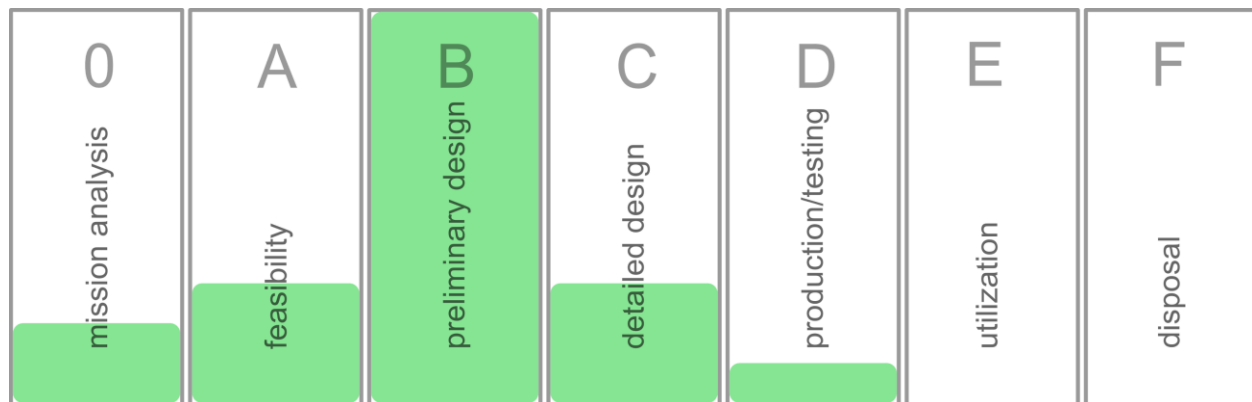 0
mission analysis
A
feasibility
B
preliminary design
C
detailed design
D
production/testing
E
utilization
F
disposal